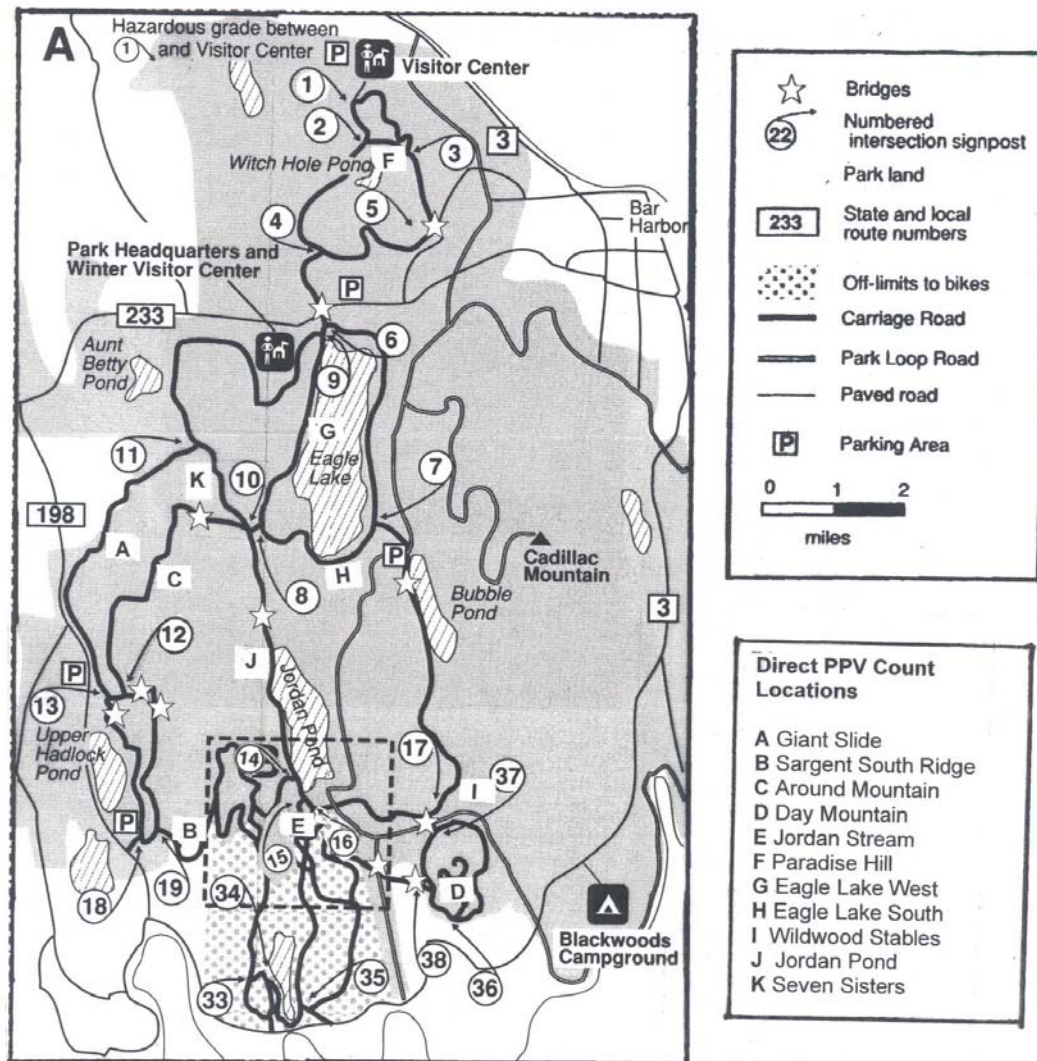 A
Hazardous grade between
1 and Visitor Center
P
Visitor Center
1
2
3
3
Witch Hole Pond
F
5
4
Bar
Harbor
Park Headquarters and
Winter Visitor Center
P
233
6
Aunt
Betty
Pond
9
G
Eagle
Lake
7
11
10
K
198
A
C
H
P
Cadillac
Mountain
Bubble
Pond
8
3
12
J
Jordan Pond
P
13
Upper
Hadlock
Pond
17
37
14
I
P
B
E
16
15
34
D
18
19
Blackwoods
Campground
33
35
38
36
Bridges
22
Numbered
intersection signpost
Park land
233
State and local
route numbers
Off-limits to bikes
Carriage Road
Park Loop Road
Paved road
P
Parking Area
0 1 2
miles
Direct PPV Count
Locations
A Giant Slide
B Sargent South Ridge
C Around Mountain
D Day Mountain
E Jordan Stream
F Paradise Hill
G Eagle Lake West
H Eagle Lake South
I Wildwood Stables
J Jordan Pond
K Seven Sisters